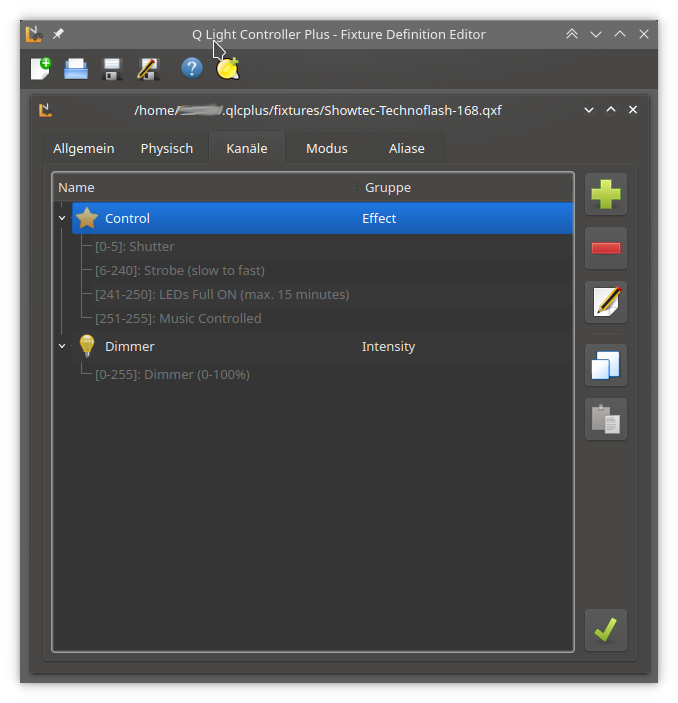 Q Light Controller Plus - Fixture Definition Editor
/home/ .qlcplus/fixtures/Showtec-Technoflash-168.qxf
Allgemein Physisch Kanäle Modus Aliase
Name Gruppe
Control Effect
[0-5]: Shutter
[6-240]: Strobe (slow to fast)
[241-250]: LEDs Full ON (max. 15 minutes)
[251-255]: Music Controlled
Dimmer Intensity
[0-255]: Dimmer (0-100%)